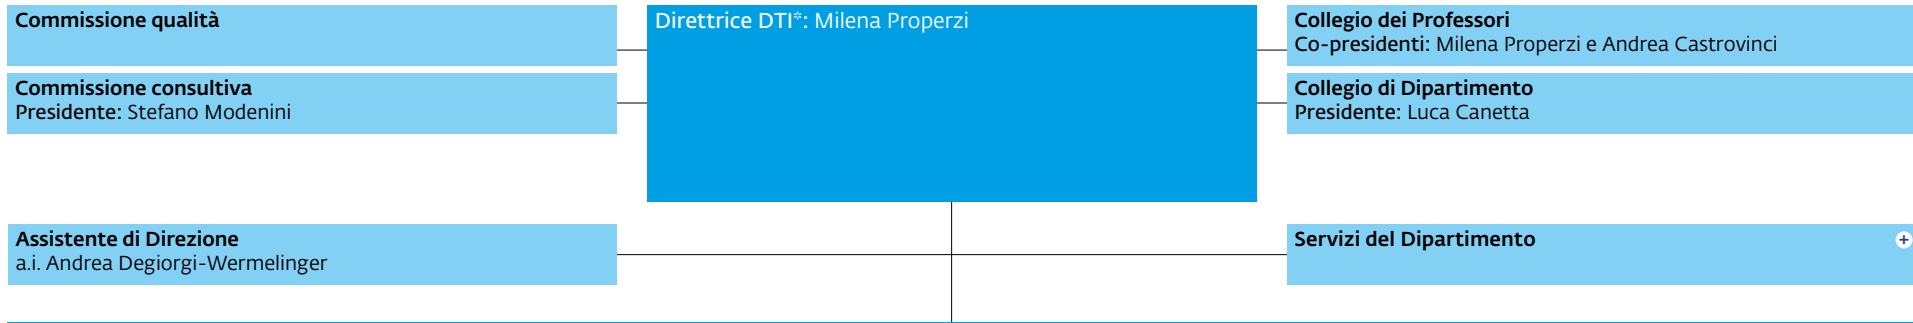 Commissione qualità
Direttrice DTI*: Milena Properzi
Collegio dei Professori
Co-presidenti: Milena Properzi e Andrea Castrovinci
Commissione consultiva
Presidente: Stefano Modenini
Collegio di Dipartimento
Presidente: Luca Canetta
Assistente di Direzione
a.i. Andrea Degiorgi-Wermelinger
Servizi del Dipartimento
+